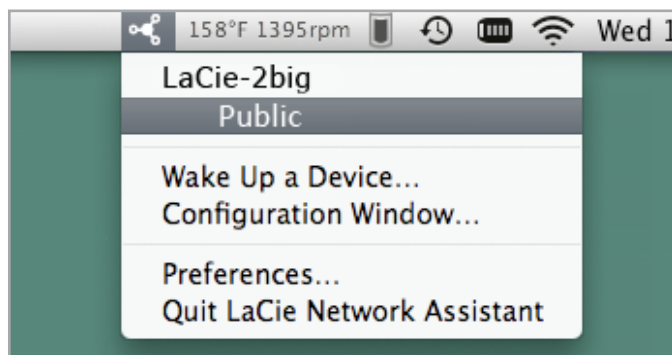 158°F 1395rpm Wed 1
LaCie-2big
Public
Wake Up a Device...
Configuration Window...
Preferences...
Quit LaCie Network Assistant